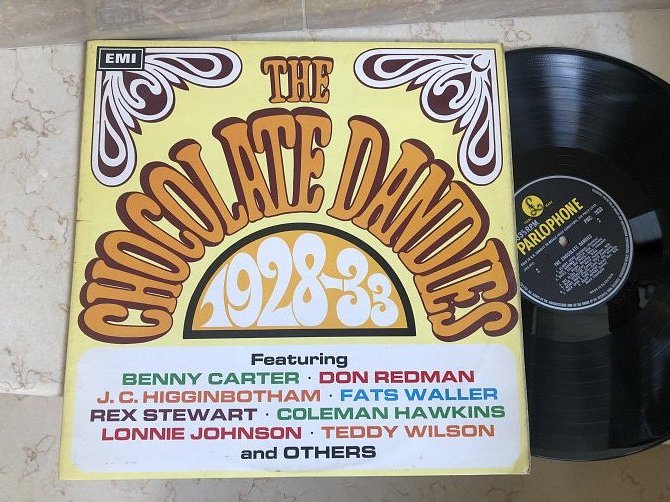 EMI
THE
CHOCOLATE DANDIES
1928-33
Featuring
BENNY CARTER · DON REDMAN
J. C. HIGGINBOTHAM · FATS WALLER
REX STEWART · COLEMAN HAWKINS
LONNIE JOHNSON · TEDDY WILSON
and OTHERS
PARLOPHONE
THE CHOCOLATE DANDIES